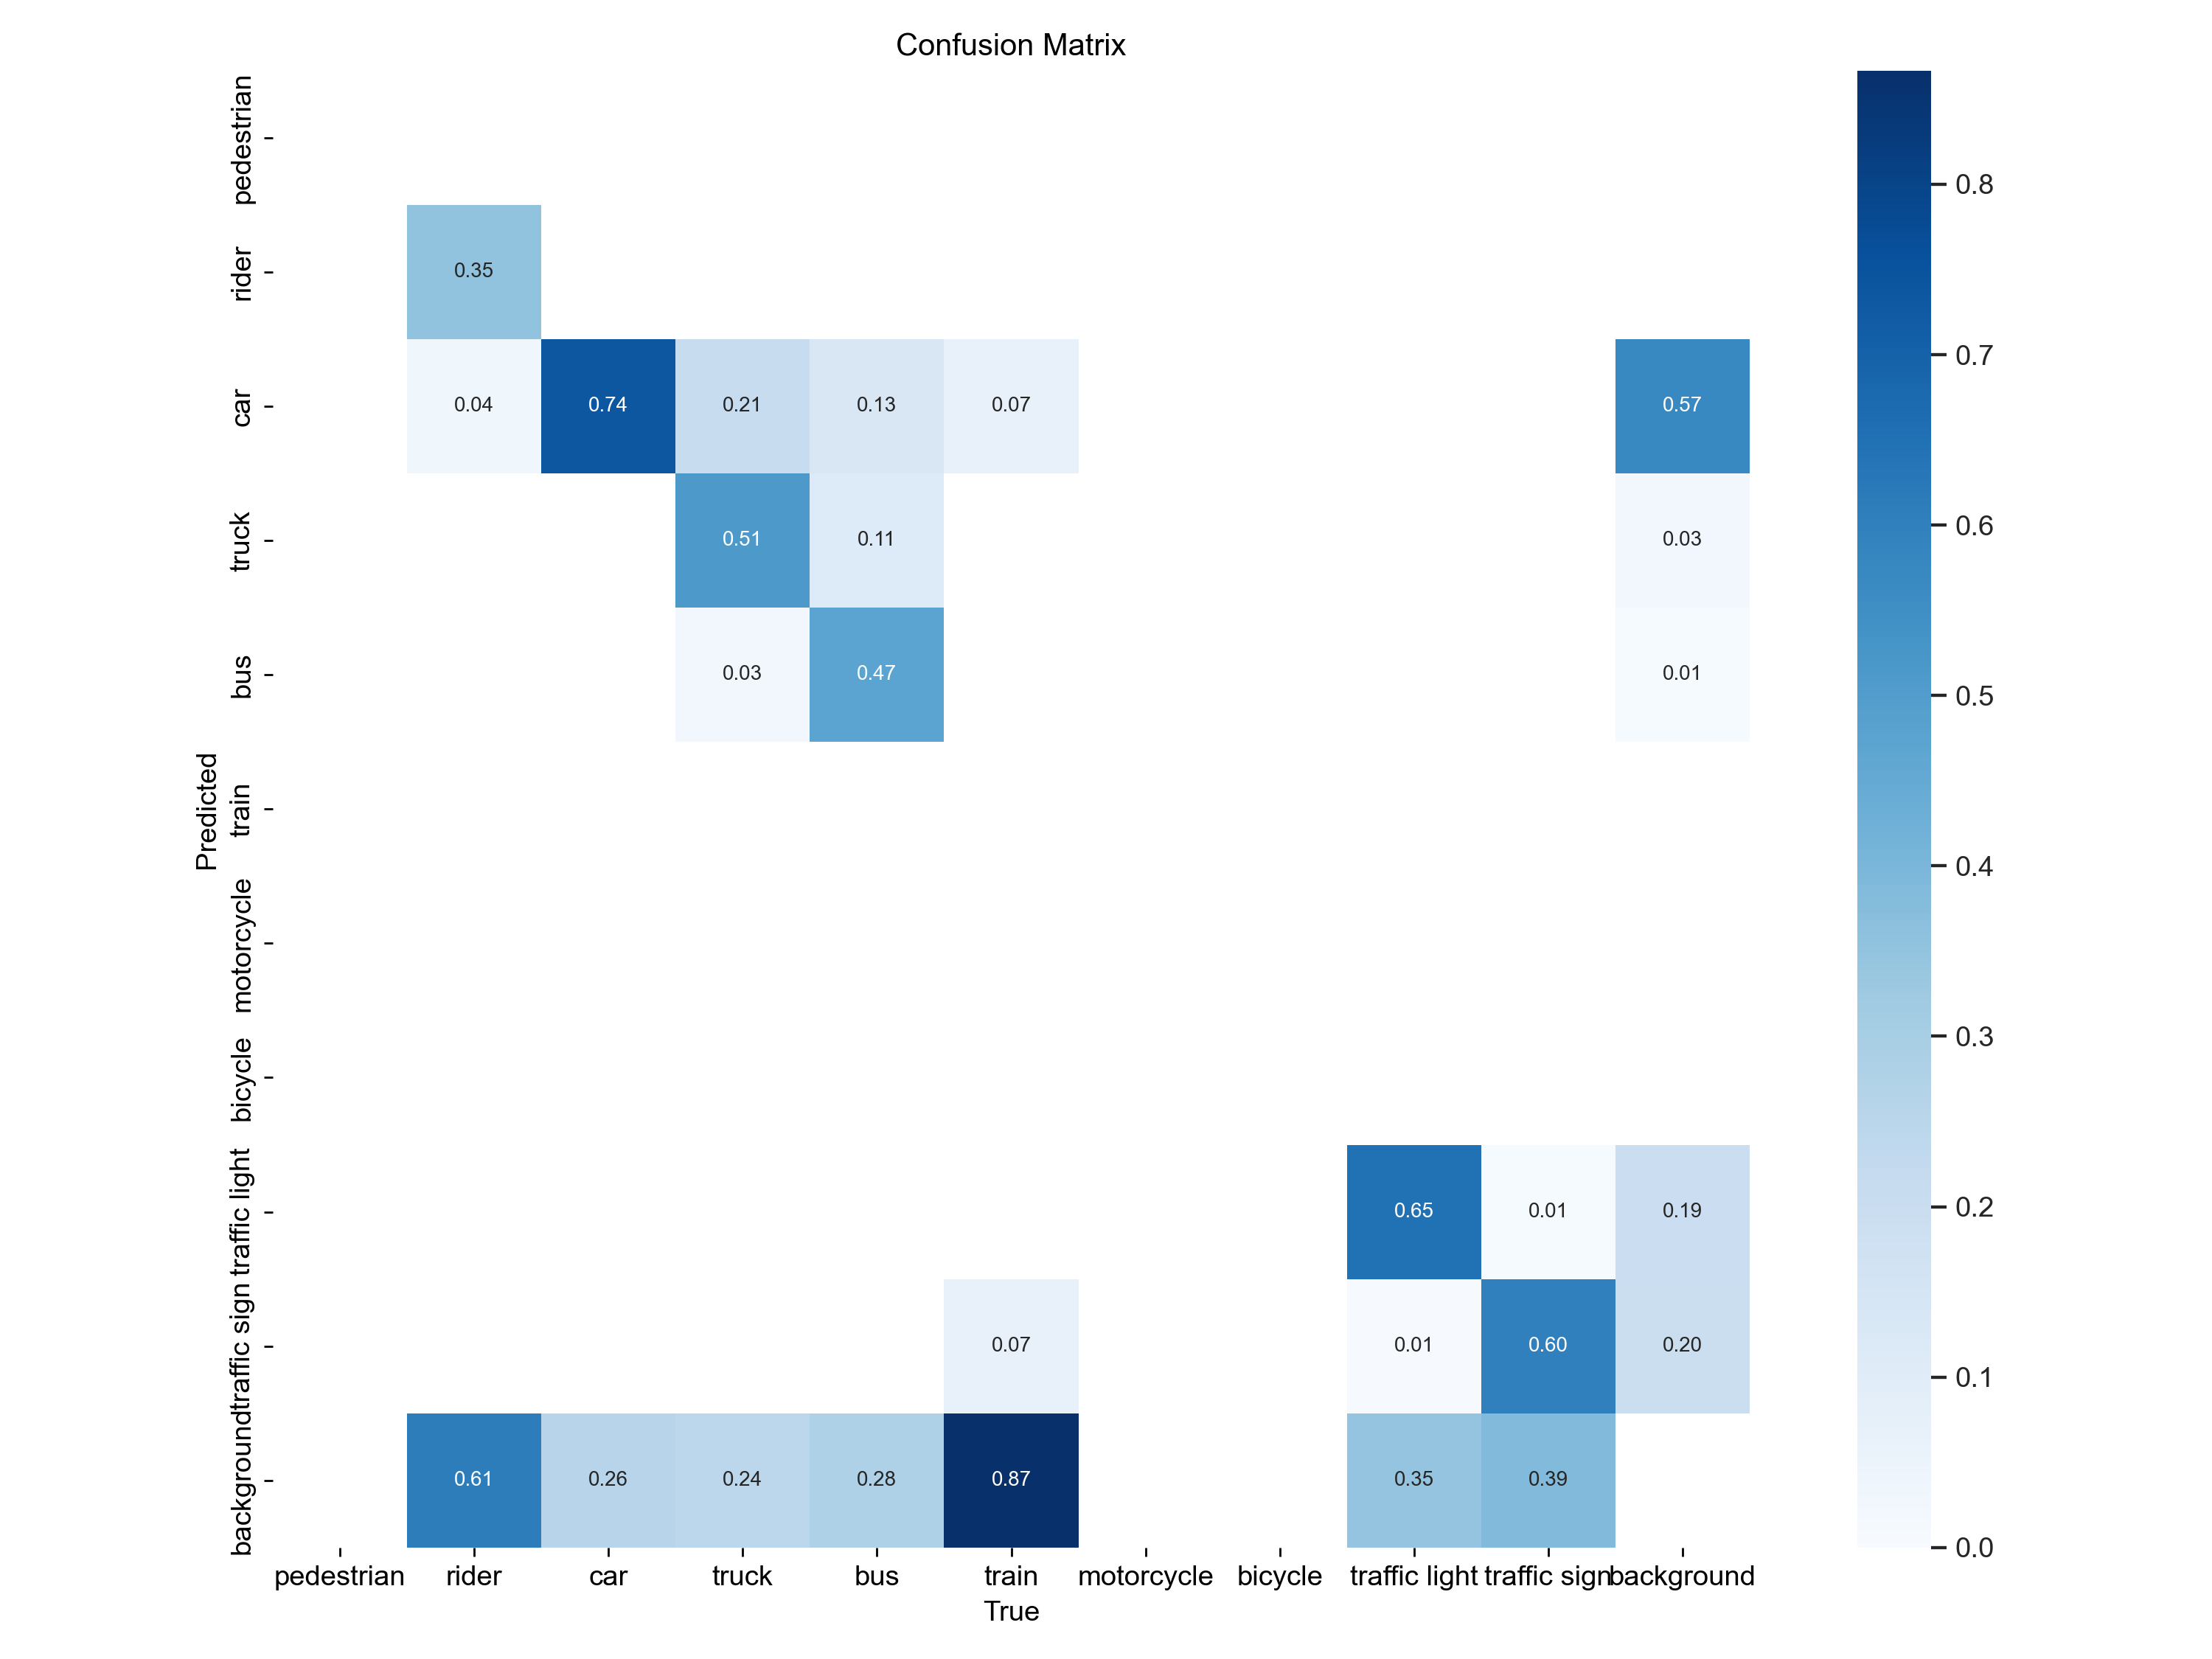 Confusion Matrix
pedestrian
rider
0.35
car
0.04 0.74 0.21 0.13 0.07 0.57
truck
0.51 0.11 0.03
bus
0.03 0.47 0.01
train
motorcycle
bicycle
traffic light
0.65 0.01 0.19
traffic sign
0.07 0.01 0.60 0.20
background
0.61 0.26 0.24 0.28 0.87 0.35 0.39
Predicted
pedestrian rider car truck bus train motorcycle bicycle traffic light traffic sign background
True
0.8
0.7
0.6
0.5
0.4
0.3
0.2
0.1
0.0